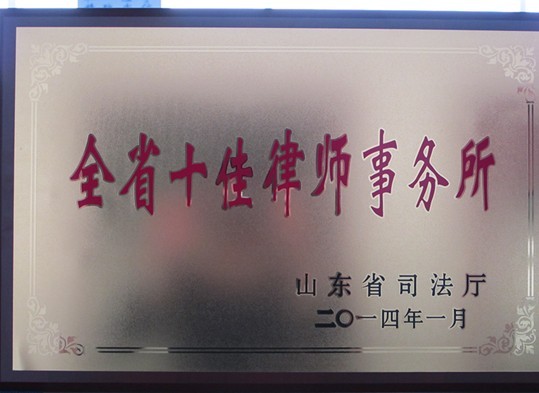 全省十佳律师事务所
山东省司法厅
二〇一四年一月